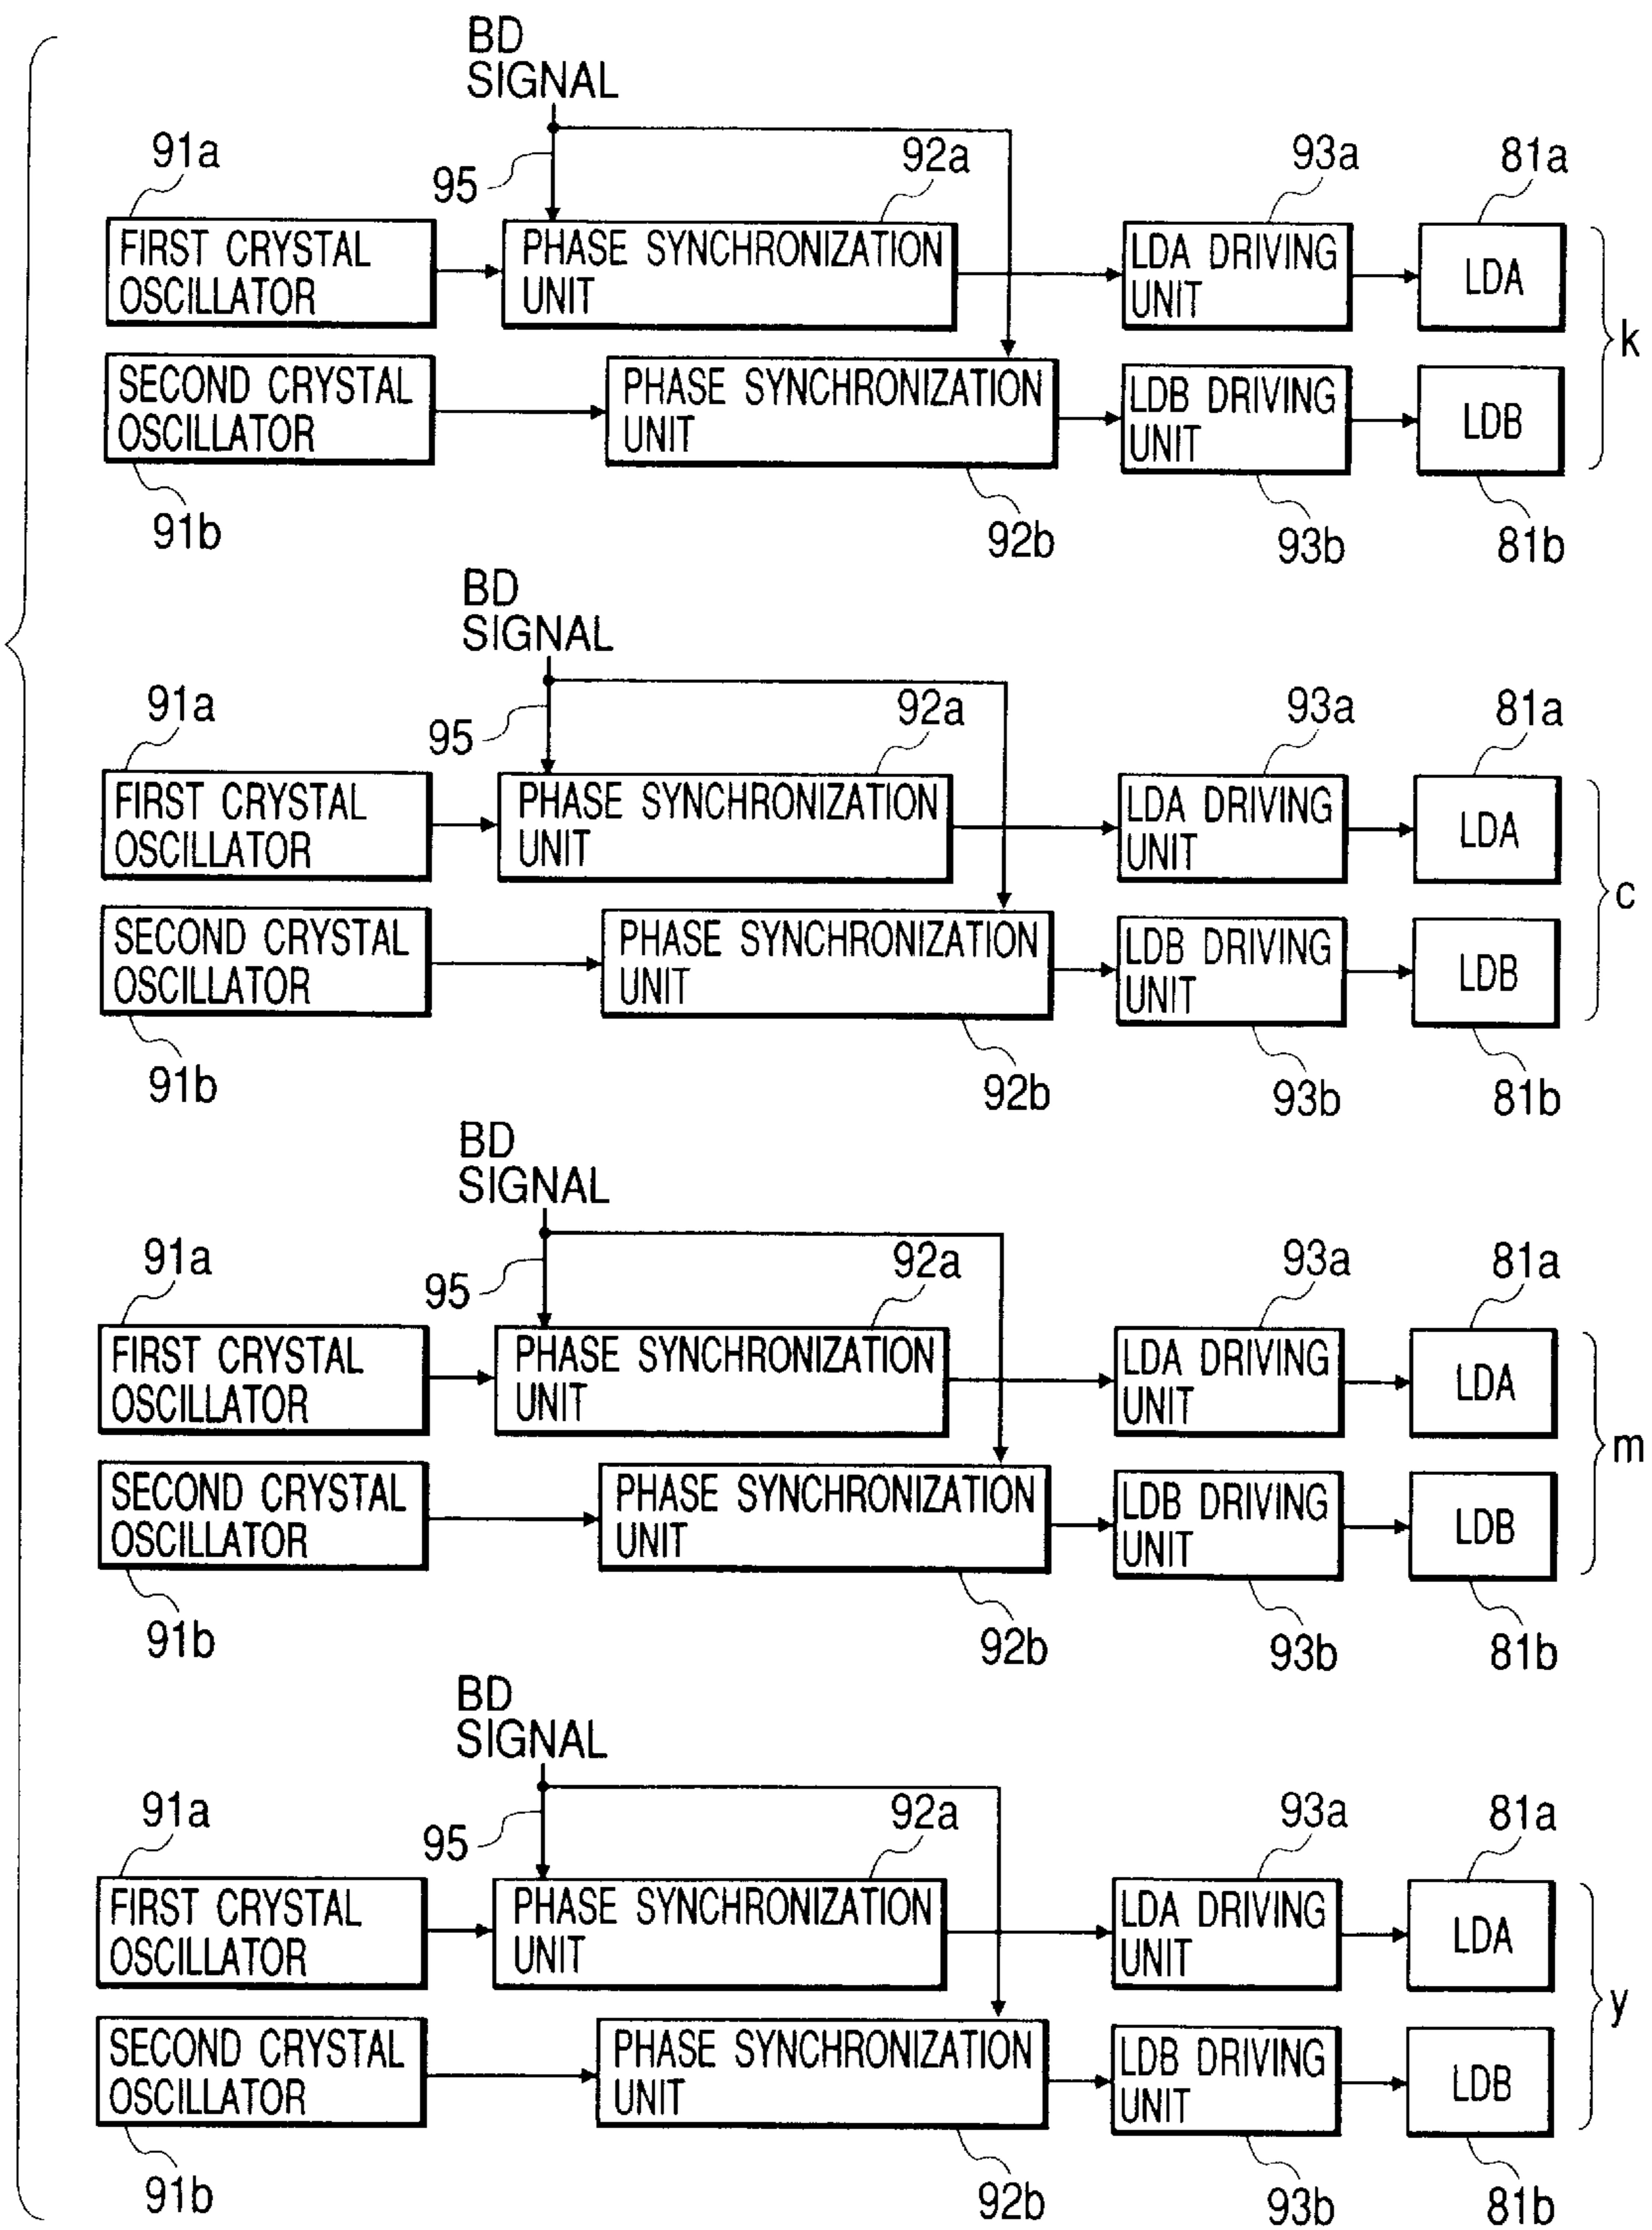 BD
SIGNAL
91a
95
92a
93a
81a
FIRST CRYSTAL
OSCILLATOR
PHASE SYNCHRONIZATION
UNIT
LDA DRIVING
UNIT
LDA
k
SECOND CRYSTAL
OSCILLATOR
PHASE SYNCHRONIZATION
UNIT
LDB DRIVING
UNIT
LDB
91b
92b
93b
81b
BD
SIGNAL
91a
95
92a
93a
81a
FIRST CRYSTAL
OSCILLATOR
PHASE SYNCHRONIZATION
UNIT
LDA DRIVING
UNIT
LDA
c
SECOND CRYSTAL
OSCILLATOR
PHASE SYNCHRONIZATION
UNIT
LDB DRIVING
UNIT
LDB
91b
92b
93b
81b
BD
SIGNAL
91a
95
92a
93a
81a
FIRST CRYSTAL
OSCILLATOR
PHASE SYNCHRONIZATION
UNIT
LDA DRIVING
UNIT
LDA
m
SECOND CRYSTAL
OSCILLATOR
PHASE SYNCHRONIZATION
UNIT
LDB DRIVING
UNIT
LDB
91b
92b
93b
81b
BD
SIGNAL
91a
95
92a
93a
81a
FIRST CRYSTAL
OSCILLATOR
PHASE SYNCHRONIZATION
UNIT
LDA DRIVING
UNIT
LDA
y
SECOND CRYSTAL
OSCILLATOR
PHASE SYNCHRONIZATION
UNIT
LDB DRIVING
UNIT
LDB
91b
92b
93b
81b